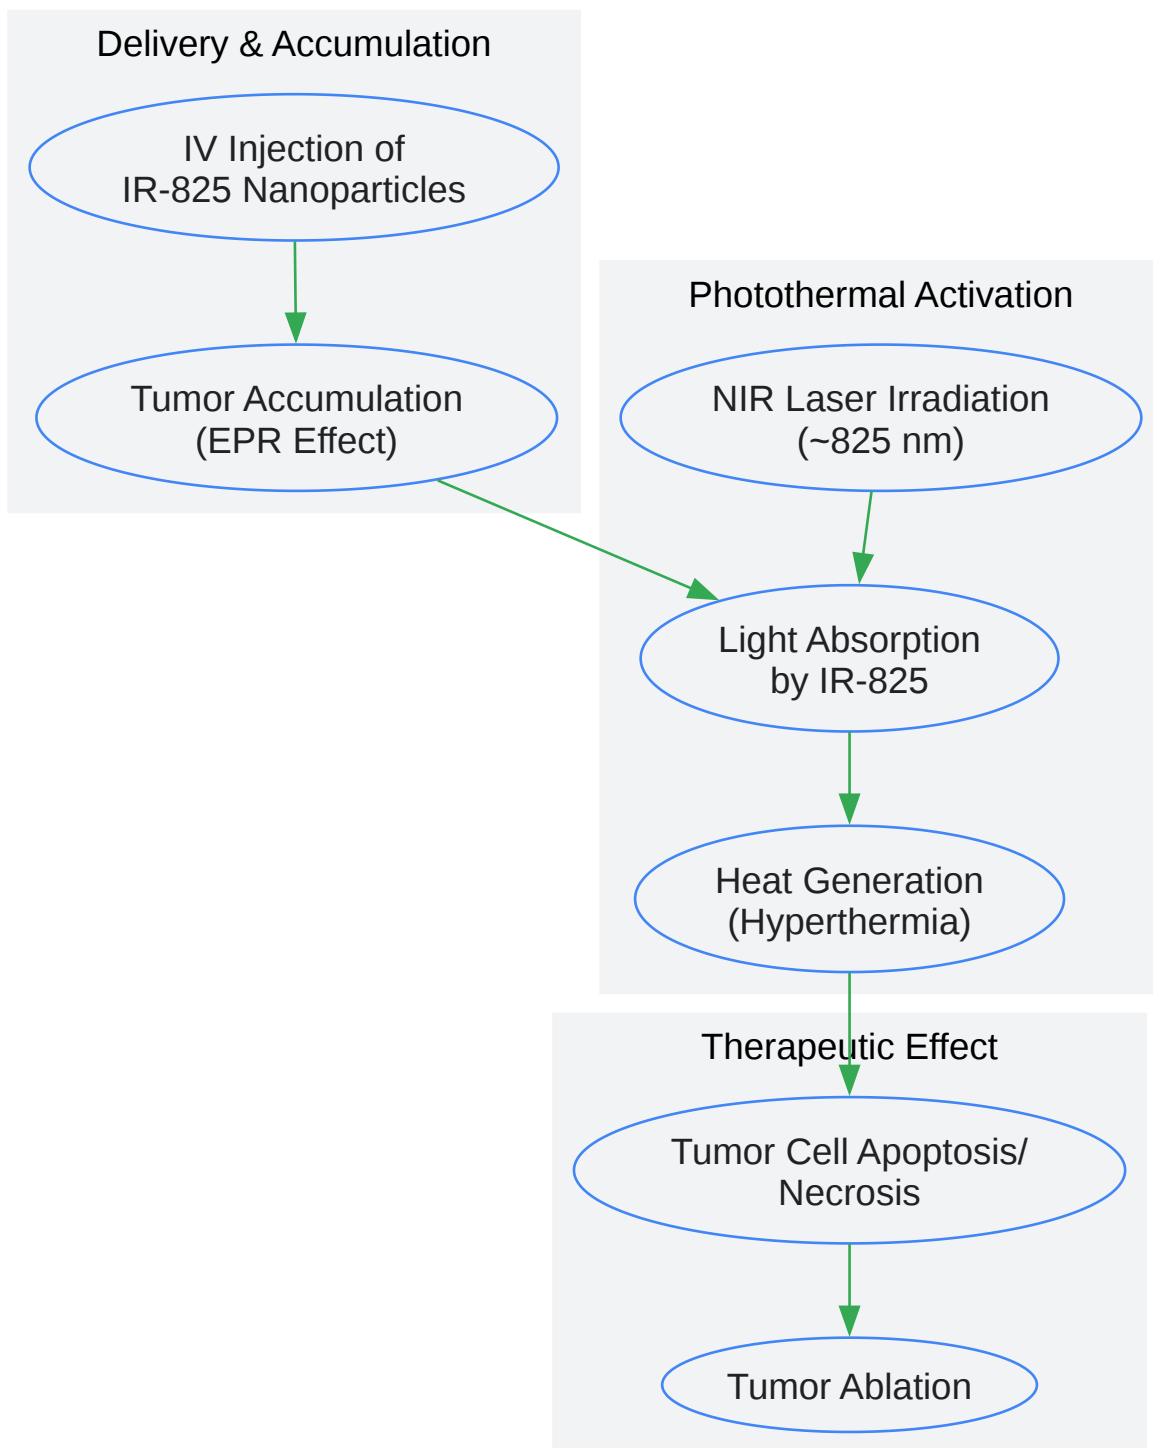 Delivery & Accumulation
IV Injection of
IR-825 Nanoparticles
Tumor Accumulation
(EPR Effect)
Photothermal Activation
NIR Laser Irradiation
(~825 nm)
Light Absorption
by IR-825
Heat Generation
(Hyperthermia)
Therapeutic Effect
Tumor Cell Apoptosis/
Necrosis
Tumor Ablation